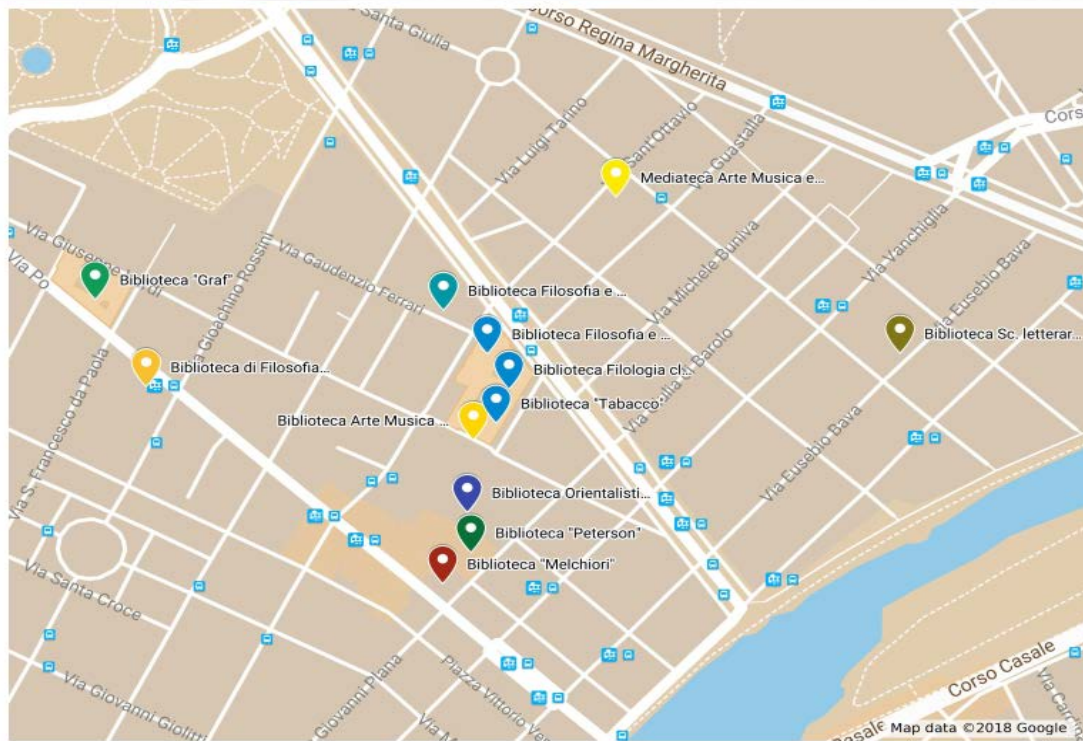 Via Santa Giulia
Corso Regina Margherita
Via Luigi Tarino
Sant'Ottavio
Via Guastalla
Mediateca Arte Musica e...
Via Vanchiglia
Via Giuseppe Verdi
Via Po
Biblioteca "Graf"
Via Gioachino Rossini
Via Gaudenzio Ferrari
Biblioteca Filosofia e ...
Via Michele Buniva
Via Eusebio Bava
Biblioteca Filosofia e ...
Biblioteca Sc. letterar...
Biblioteca di Filosofia...
Biblioteca Filologia cl...
Biblioteca "Tabacco"
Via S. Francesco da Paola
Biblioteca Arte Musica ...
Via Eusebio Bava
Biblioteca Orientalisti...
Biblioteca "Peterson"
Biblioteca "Melchiori"
Via Santa Croce
Via Giovanni Giolitti
Giovanni Plana
Piazza Vittorio Ve
Via M
Corso Casale
Casale
Map data ©2018 Google